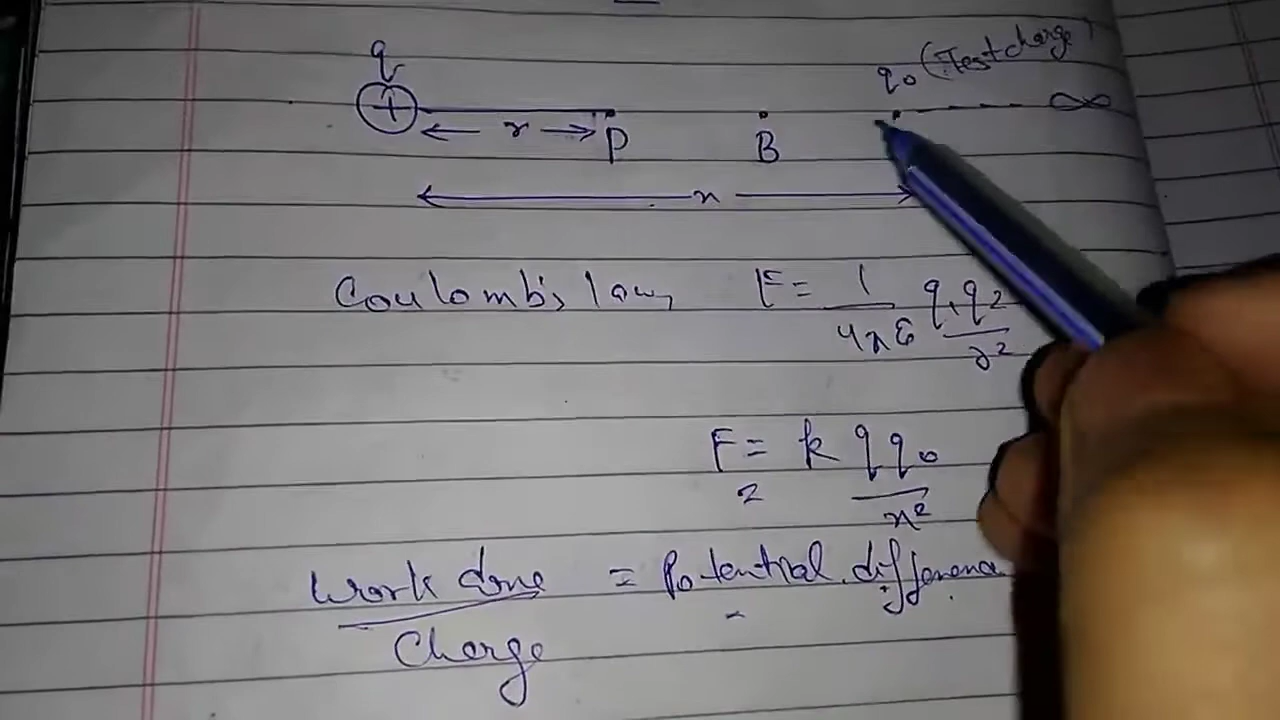 q q₀ (Test charge)
+ ∞
r P B
x
Coulomb's law, F = 1/4πε q₁q₂/r²
F = k qq₀/x²
Work done/Charge = Potential difference